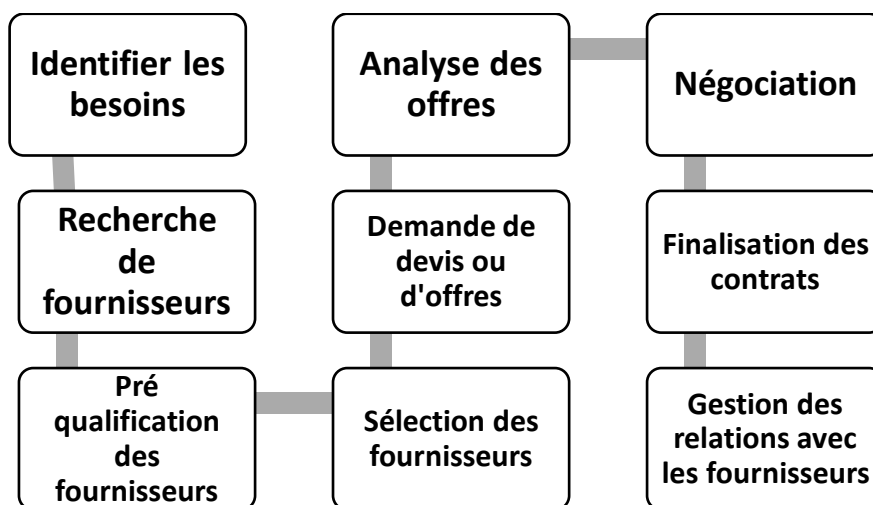 Identifier les
besoins
Recherche
de
fournisseurs
Pré
qualification
des
fournisseurs
Sélection des
fournisseurs
Demande de
devis ou
d'offres
Analyse des
offres
Négociation
Finalisation des
contrats
Gestion des
relations avec
les fournisseurs